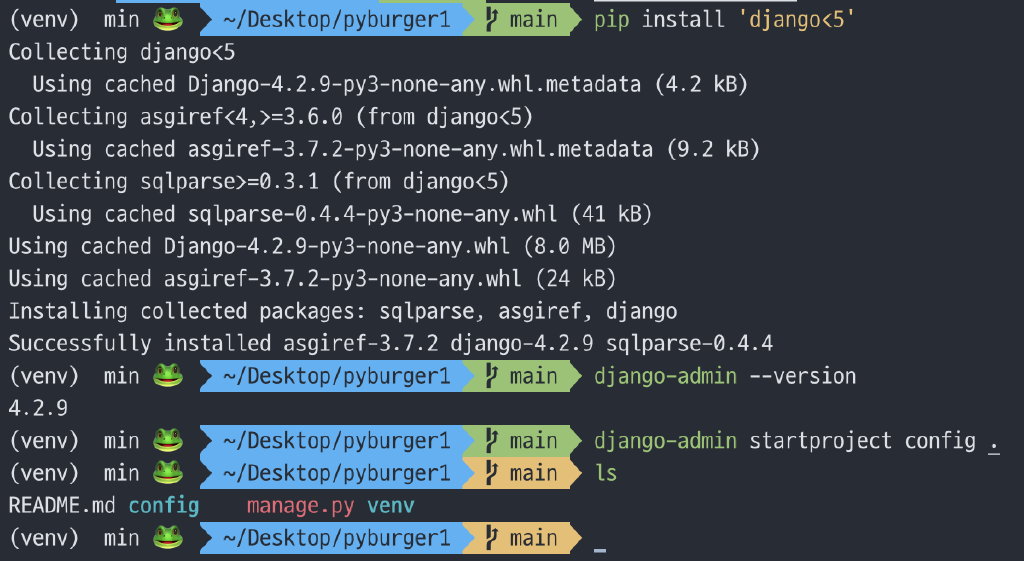 (venv) min 🐸 ~/Desktop/pyburger1 main pip install 'django<5'
Collecting django<5
Using cached Django-4.2.9-py3-none-any.whl.metadata (4.2 kB)
Collecting asgiref<4,>=3.6.0 (from django<5)
Using cached asgiref-3.7.2-py3-none-any.whl.metadata (9.2 kB)
Collecting sqlparse>=0.3.1 (from django<5)
Using cached sqlparse-0.4.4-py3-none-any.whl (41 kB)
Using cached Django-4.2.9-py3-none-any.whl (8.0 MB)
Using cached asgiref-3.7.2-py3-none-any.whl (24 kB)
Installing collected packages: sqlparse, asgiref, django
Successfully installed asgiref-3.7.2 django-4.2.9 sqlparse-0.4.4
(venv) min 🐸 ~/Desktop/pyburger1 main django-admin --version
4.2.9
(venv) min 🐸 ~/Desktop/pyburger1 main django-admin startproject config .
(venv) min 🐸 ~/Desktop/pyburger1 main ls
README.md config manage.py venv
(venv) min 🐸 ~/Desktop/pyburger1 main